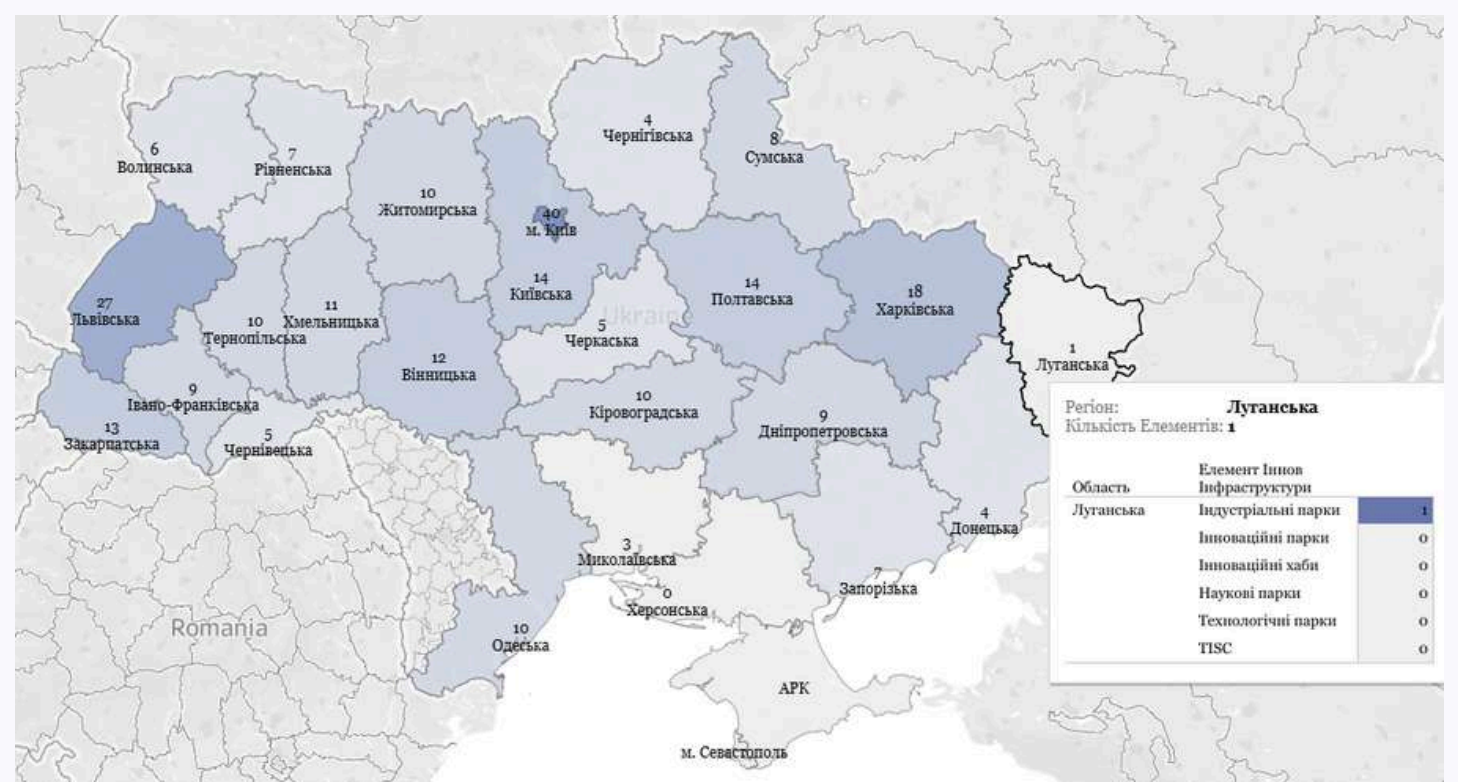 4
Чернігівська
8
Сумська
6
Волинська
7
Рівненська
10
Житомирська
40
м. Київ
14
Київська
14
Полтавська
18
Харківська
27
Львівська
10
Тернопільська
11
Хмельницька
5
Черкаська
Ukraine
1
Луганська
12
Вінницька
9
Івано-Франківська
10
Кіровоградська
9
Дніпропетровська
13
Закарпатська
5
Чернівецька
4
Донецька
3
Миколаївська
7
Запорізька
0
Херсонська
10
Одеська
Romania
АРК
м. Севастополь
Регіон: Луганська
Кількість Елементів: 1
Область Елемент Іннов Інфраструктури
Луганська Індустріальні парки 1
Інноваційні парки 0
Інноваційні хаби 0
Наукові парки 0
Технологічні парки 0
TISC 0